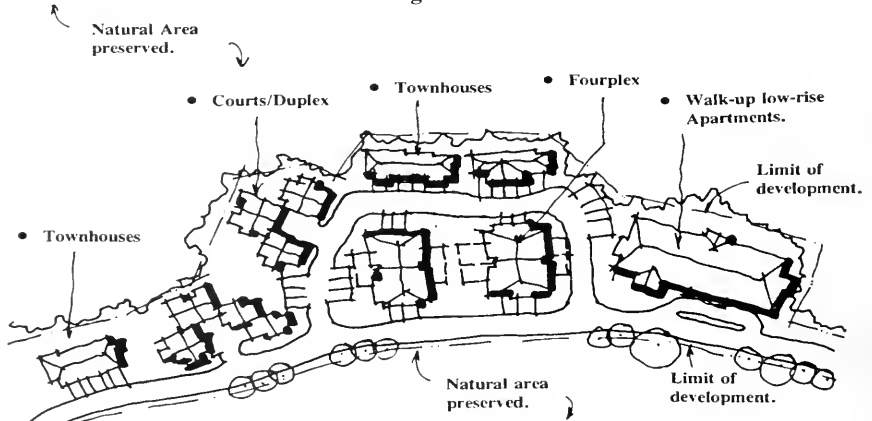 Natural Area
preserved.
• Courts/Duplex
• Townhouses
• Fourplex
• Walk-up low-rise
Apartments.
Limit of
development.
• Townhouses
Natural area
preserved.
Limit of
development.